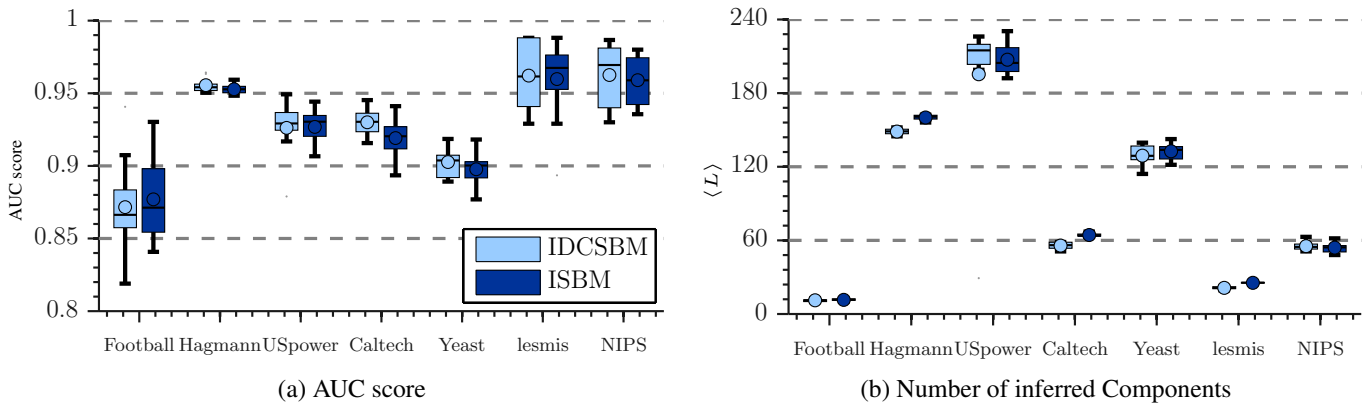 1
0.95
0.9
0.85
0.8
AUC score
IDCSBM
ISBM
Football Hagmann USpower Caltech Yeast lesmis NIPS
(a) AUC score
240
180
120
60
0
⟨L⟩
Football Hagmann USpower Caltech Yeast lesmis NIPS
(b) Number of inferred Components